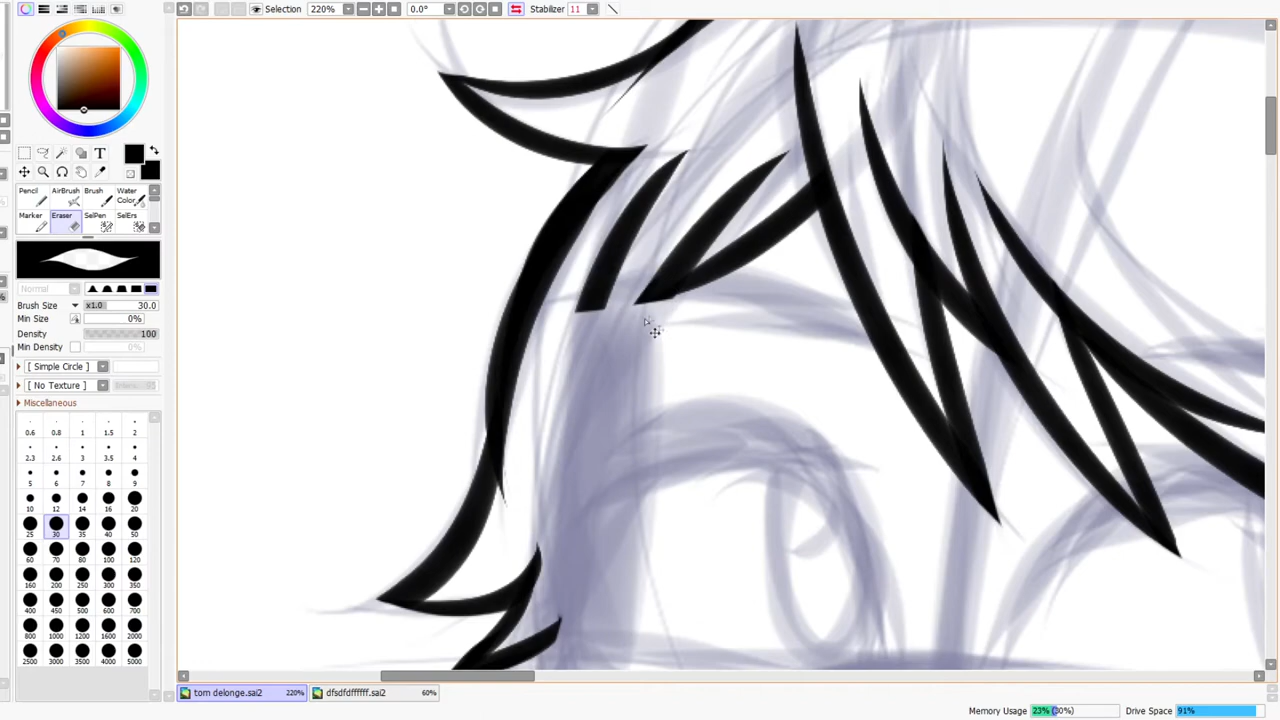 Selection 220% 0.0° Stabilizer 11
T
Pencil AirBrush Brush Water Color
Marker Eraser SelPen SelErs
Normal
Brush Size x1.0 30.0
Min Size 0%
Density 100
Min Density 0%
[ Simple Circle ]
[ No Texture ]
Miscellaneous
0.6 0.8 1 1.5 2
2.3 2.6 3 3.5 4
5 6 7 8 9
10 12 14 16 20
25 30 35 40 50
60 70 80 100 120
160 200 250 300 350
400 450 500 600 700
800 1000 1200 1600 2000
2500 3000 3500 4000 5000
tom delonge.sai2 220% dfsdfdffffff.sai2 60%
Memory Usage 23% (30%) Drive Space 91%